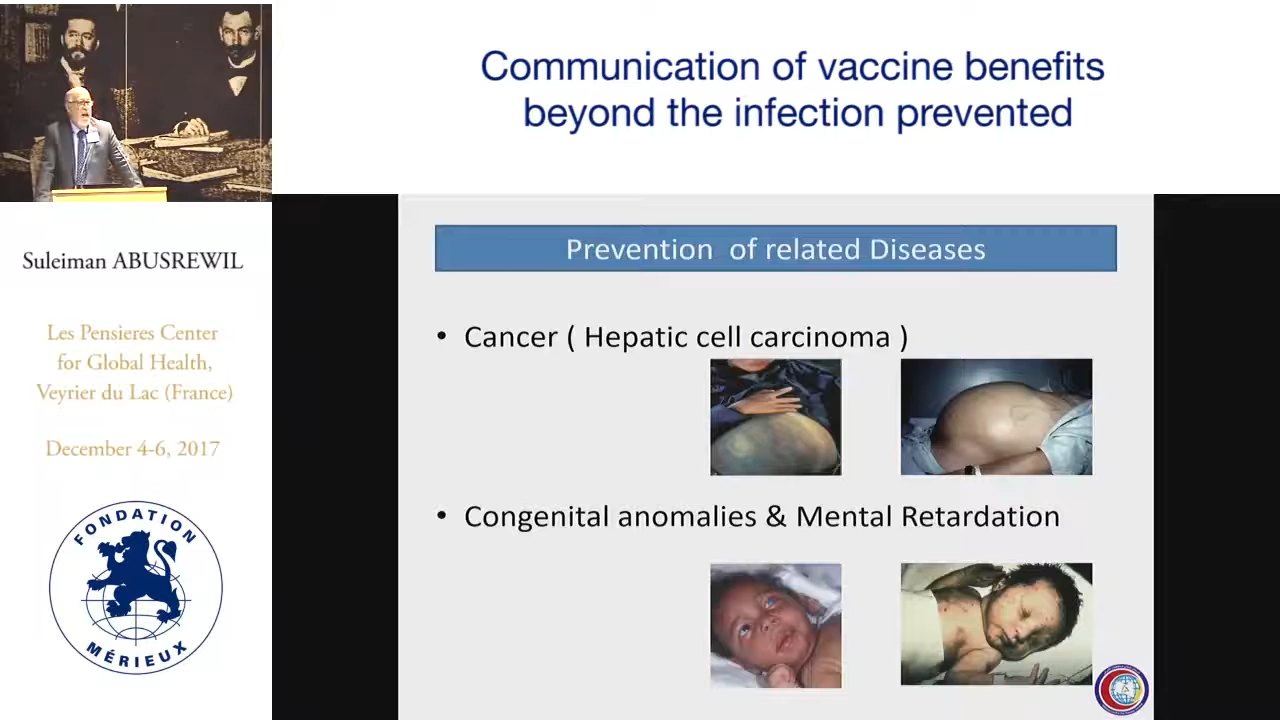 Communication of vaccine benefits
beyond the infection prevented
Suleiman ABUSREWIL
Les Pensieres Center
for Global Health,
Veyrier du Lac (France)
December 4-6, 2017
FONDATION
MÉRIEUX
Prevention  of related Diseases
• Cancer ( Hepatic cell carcinoma )
• Congenital anomalies & Mental Retardation